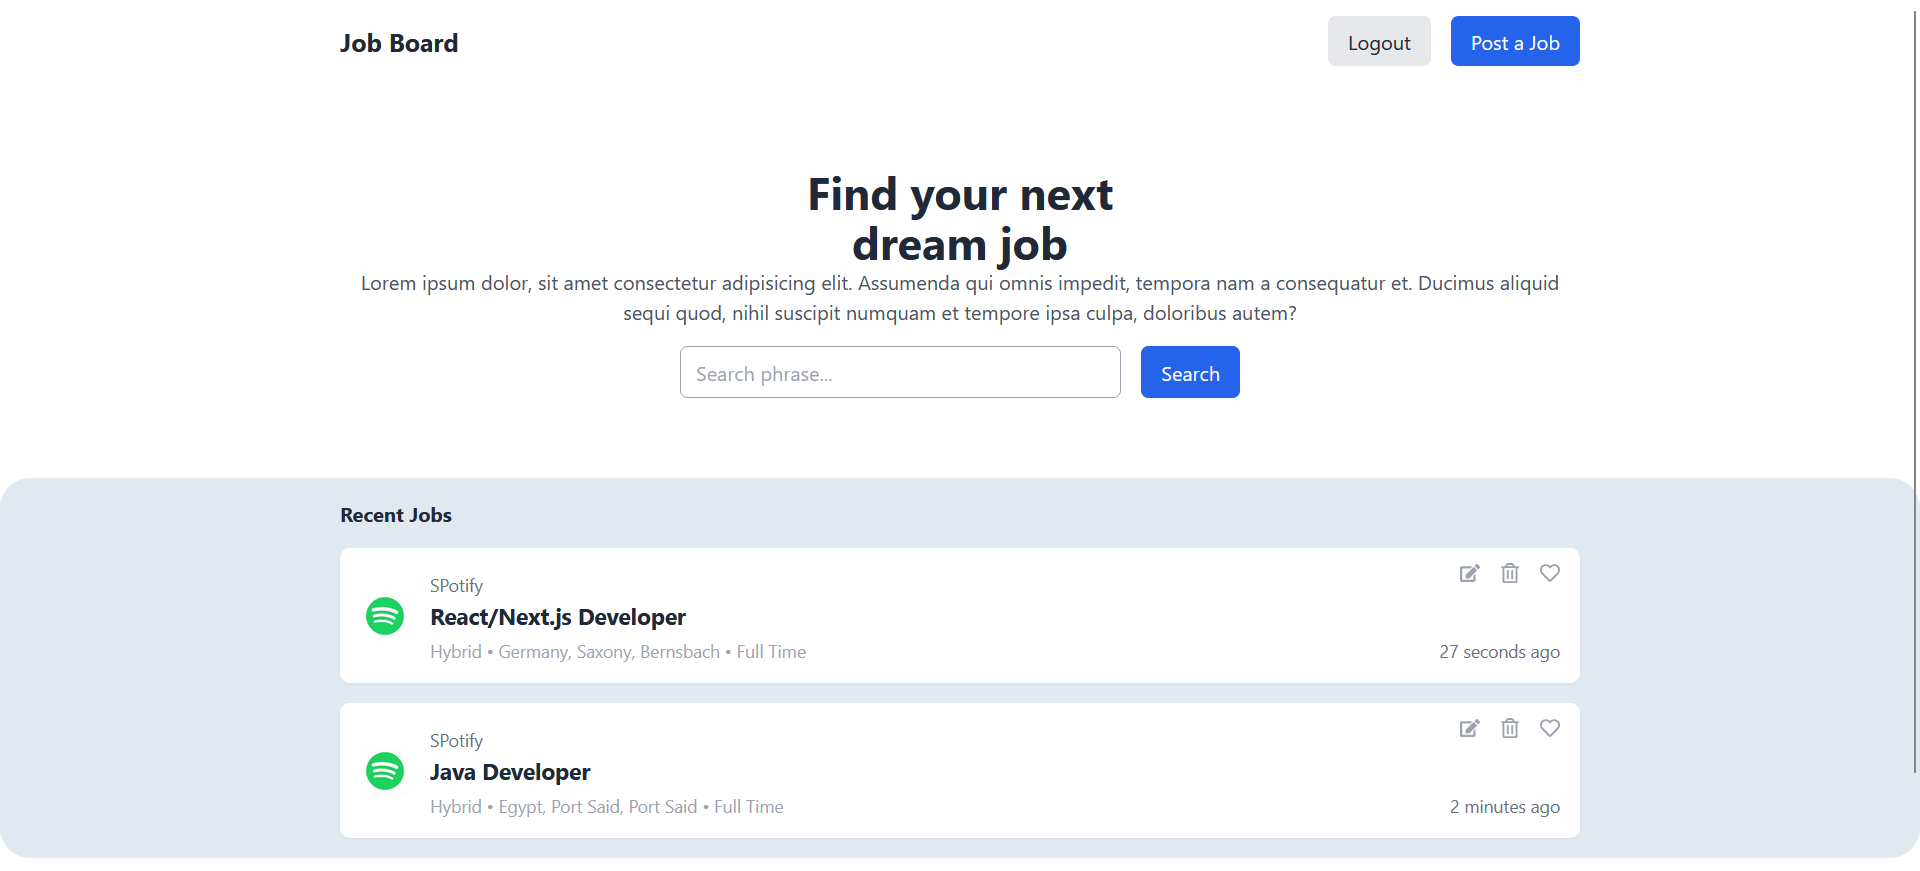 Job Board
Logout
Post a Job
Find your next
dream job
Lorem ipsum dolor, sit amet consectetur adipisicing elit. Assumenda qui omnis impedit, tempora nam a consequatur et. Ducimus aliquid
sequi quod, nihil suscipit numquam et tempore ipsa culpa, doloribus autem?
Search phrase...
Search
Recent Jobs
SPotify
React/Next.js Developer
Hybrid • Germany, Saxony, Bernsbach • Full Time
27 seconds ago
SPotify
Java Developer
Hybrid • Egypt, Port Said, Port Said • Full Time
2 minutes ago